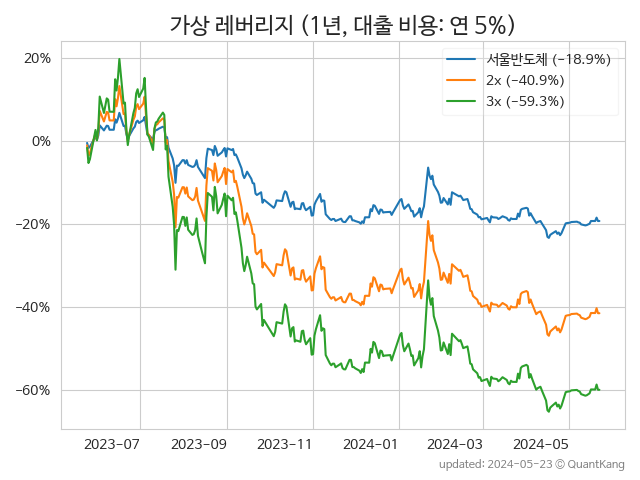 가상 레버리지 (1년, 대출 비용: 연 5%)
서울반도체 (−18.9%)
2x (−40.9%)
3x (−59.3%)
20%
0%
−20%
−40%
−60%
2023-07
2023-09
2023-11
2024-01
2024-03
2024-05
updated: 2024-05-23 © QuantKang